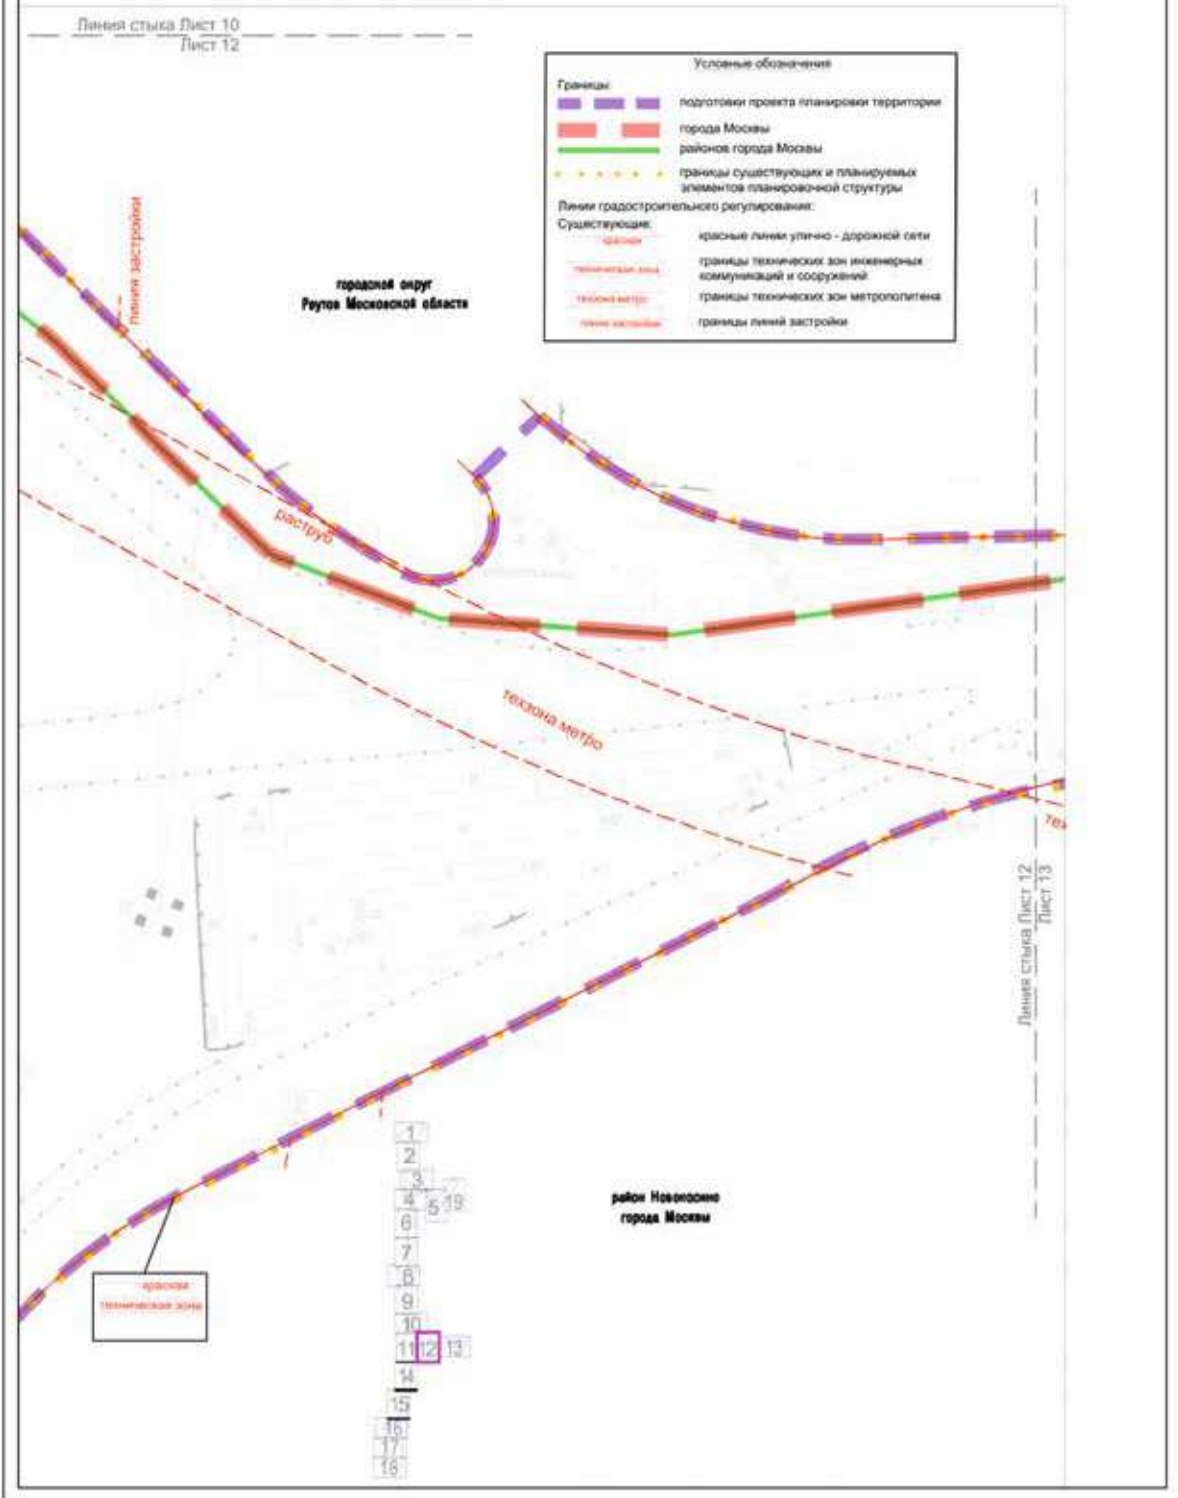 Линия стыка Лист 10
Лист 12
Условные обозначения
Границы:
подготовки проекта планировки территории
города Москвы
районов города Москвы
границы существующих и планируемых
элементов планировочной структуры
Линии градостроительного регулирования:
Существующие:
красная
красные линии улично - дорожной сети
техническая зона
границы технических зон инженерных
коммуникаций и сооружений
техзона метро
границы технических зон метрополитена
линия застройки
границы линий застройки
линия застройки
городской округ
Реутов Московской области
раструб
техзона метро
тех
Линия стыка Лист 12
Лист 13
район Новокосино
города Москвы
красная
техническая зона
1
2
3
4
5
19
6
7
8
9
10
11
12
13
14
15
16
17
18